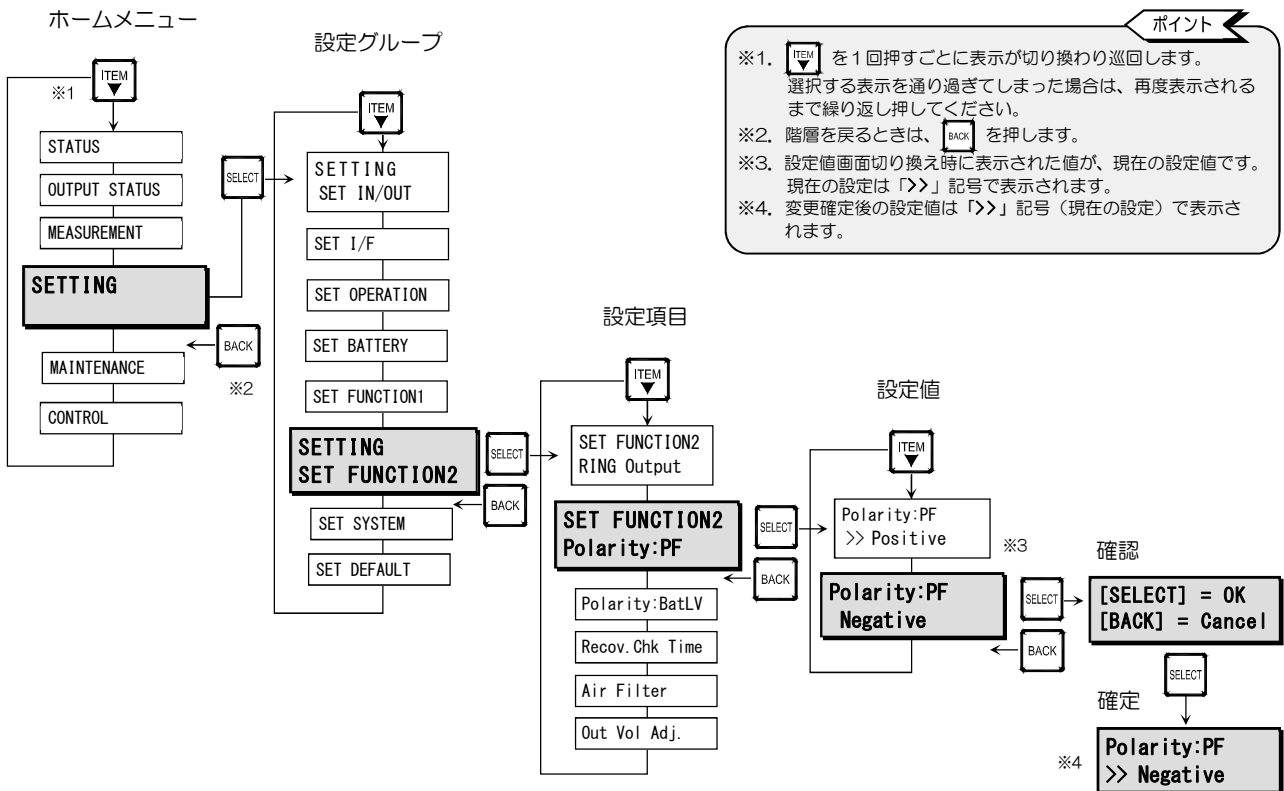 ホームメニュー
ITEM
※1
STATUS
OUTPUT STATUS
MEASUREMENT
SETTING
MAINTENANCE
CONTROL
SELECT
BACK
※2
設定グループ
ITEM
SETTING
SET IN/OUT
SET I/F
SET OPERATION
SET BATTERY
SET FUNCTION1
SETTING
SET FUNCTION2
SET SYSTEM
SET DEFAULT
SELECT
BACK
設定項目
ITEM
SET FUNCTION2
RING Output
SET FUNCTION2
Polarity:PF
Polarity:BatLV
Recov.Chk Time
Air Filter
Out Vol Adj.
SELECT
BACK
設定値
ITEM
Polarity:PF
>> Positive
※3
Polarity:PF
Negative
SELECT
BACK
確認
[SELECT] = OK
[BACK] = Cancel
SELECT
確定
※4
Polarity:PF
>> Negative
ポイント
※1. ITEM を1回押すごとに表示が切り換わり巡回します。
選択する表示を通り過ぎてしまった場合は、再度表示される
まで繰り返し押してください。
※2. 階層を戻るときは、 BACK を押します。
※3. 設定値画面切り換え時に表示された値が、現在の設定値です。
現在の設定は「>>」記号で表示されます。
※4. 変更確定後の設定値は「>>」記号(現在の設定)で表示さ
れます。